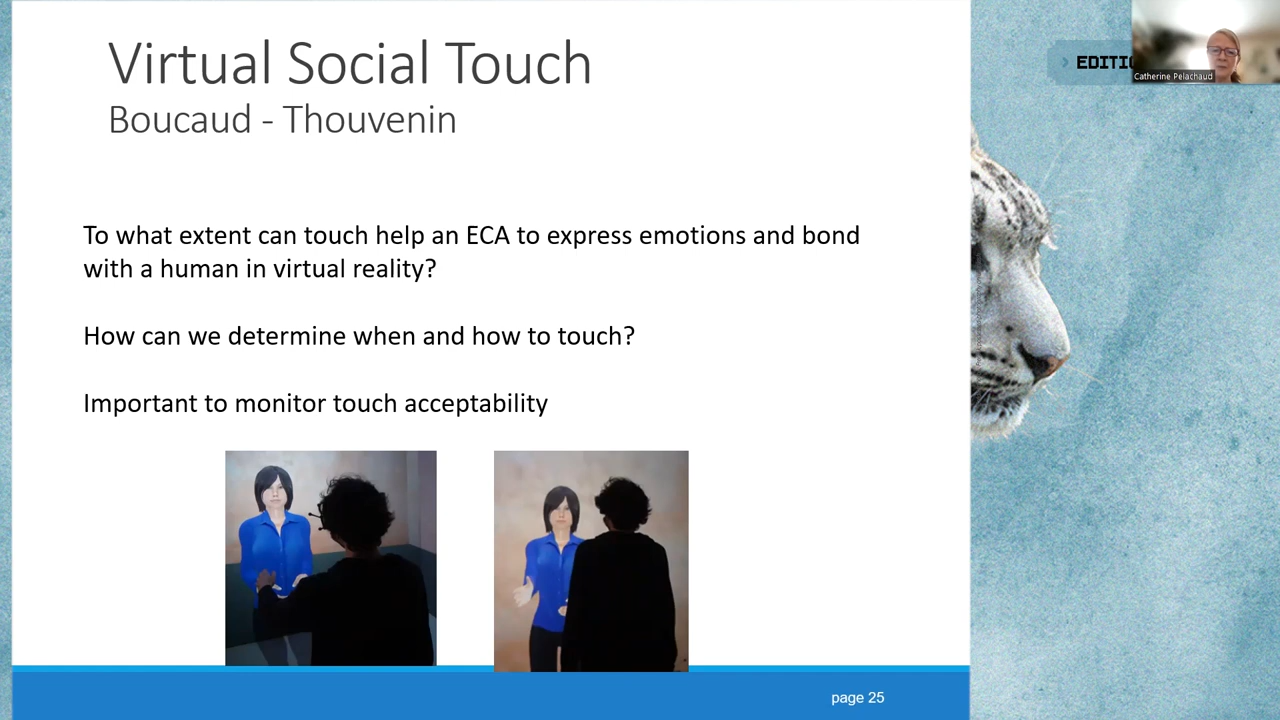 Virtual Social Touch
Boucaud - Thouvenin
To what extent can touch help an ECA to express emotions and bond
with a human in virtual reality?
How can we determine when and how to touch?
Important to monitor touch acceptability
page 25
Catherine Pelachaud